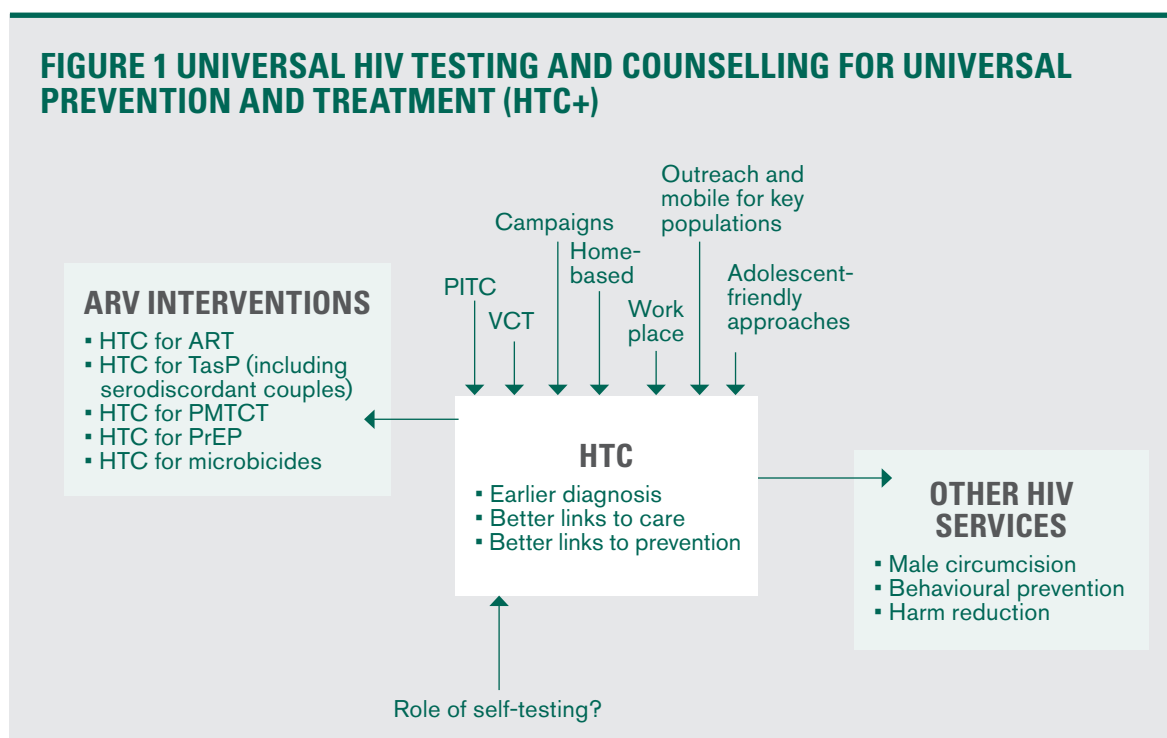 FIGURE 1 UNIVERSAL HIV TESTING AND COUNSELLING FOR UNIVERSAL
PREVENTION AND TREATMENT (HTC+)
Outreach and
mobile for key
populations
Campaigns
Home-
based
Adolescent-
friendly
approaches
PITC
VCT
Work
place
ARV INTERVENTIONS
▪ HTC for ART
▪ HTC for TasP (including
serodiscordant couples)
▪ HTC for PMTCT
▪ HTC for PrEP
▪ HTC for microbicides
HTC
▪ Earlier diagnosis
▪ Better links to care
▪ Better links to prevention
OTHER HIV
SERVICES
▪ Male circumcision
▪ Behavioural prevention
▪ Harm reduction
Role of self-testing?